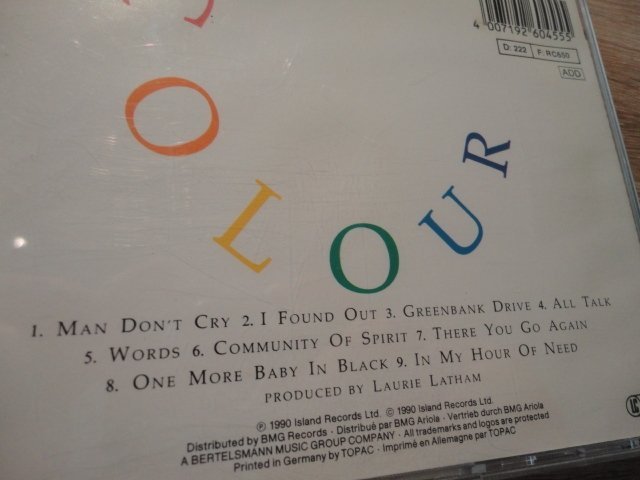 4 007192 604555
D: 222 F: RC650
ADD
COLOUR
1. MAN DON'T CRY 2. I FOUND OUT 3. GREENBANK DRIVE 4. ALL TALK
5. WORDS 6. COMMUNITY OF SPIRIT 7. THERE YOU GO AGAIN
8. ONE MORE BABY IN BLACK 9. IN MY HOUR OF NEED
PRODUCED BY LAURIE LATHAM
℗ 1990 Island Records Ltd. © 1990 Island Records Ltd.
Distributed by BMG Records · Distribué par BMG Ariola · Vertrieb durch BMG Ariola
A BERTELSMANN MUSIC GROUP COMPANY · All trademarks and logos are protected
Printed in Germany by TOPAC · Imprimé en Allemagne par TOPAC